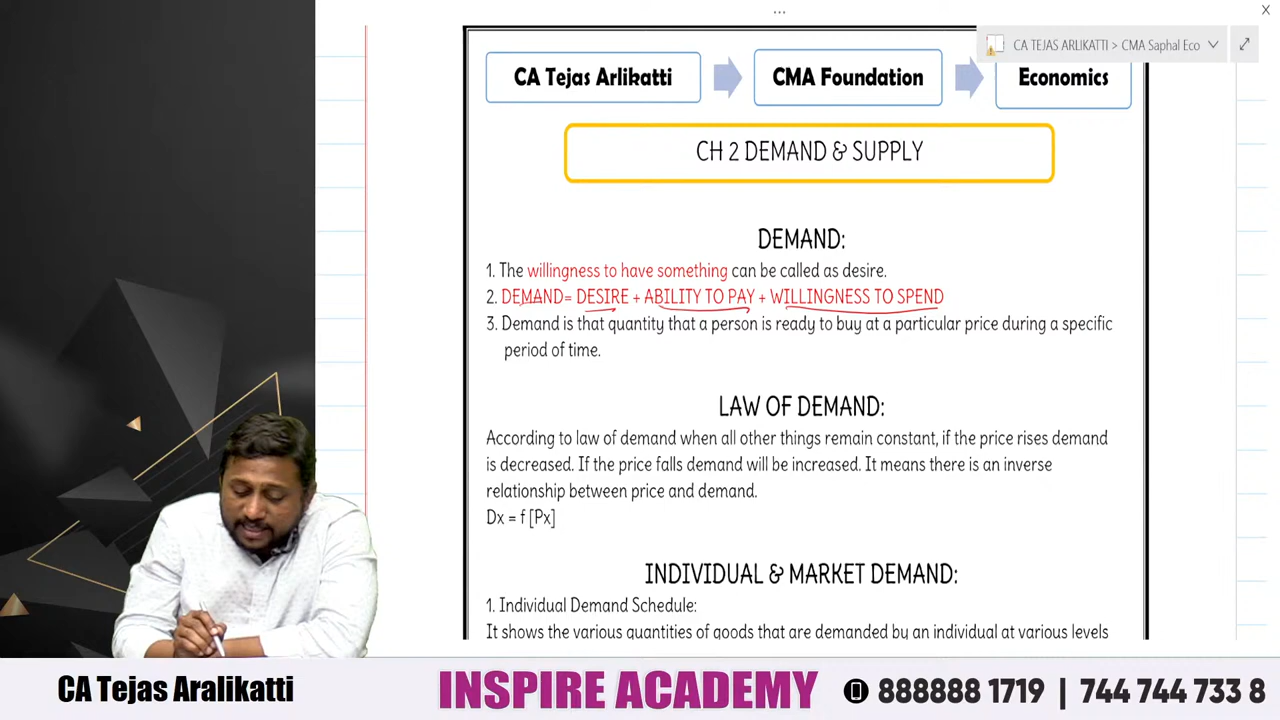 CA TEJAS ARLIKATTI > CMA Saphal Eco
CA Tejas Arlikatti
CMA Foundation
Economics
CH 2 DEMAND & SUPPLY
DEMAND:
1. The willingness to have something can be called as desire.
2. DEMAND= DESIRE + ABILITY TO PAY + WILLINGNESS TO SPEND
3. Demand is that quantity that a person is ready to buy at a particular price during a specific
period of time.
LAW OF DEMAND:
According to law of demand when all other things remain constant, if the price rises demand
is decreased. If the price falls demand will be increased. It means there is an inverse
relationship between price and demand.
Dx = f [Px]
INDIVIDUAL & MARKET DEMAND:
1. Individual Demand Schedule:
It shows the various quantities of goods that are demanded by an individual at various levels
CA Tejas Aralikatti
INSPIRE ACADEMY
888888 1719 | 744 744 733 8